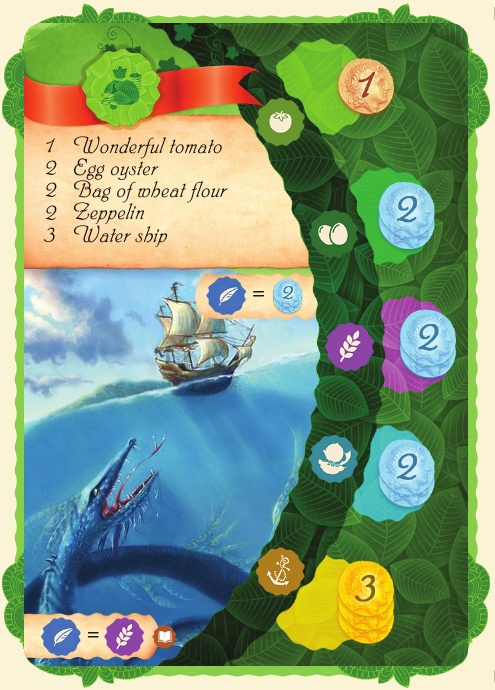 1 Wonderful tomato
2 Egg oyster
2 Bag of wheat flour
2 Zeppelin
3 Water ship
1
2
= 2
2
2
3
=